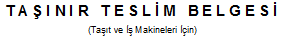 TAŞINIR TESLİM BELGESİ
(Taşıt ve İş Makineleri İçin)